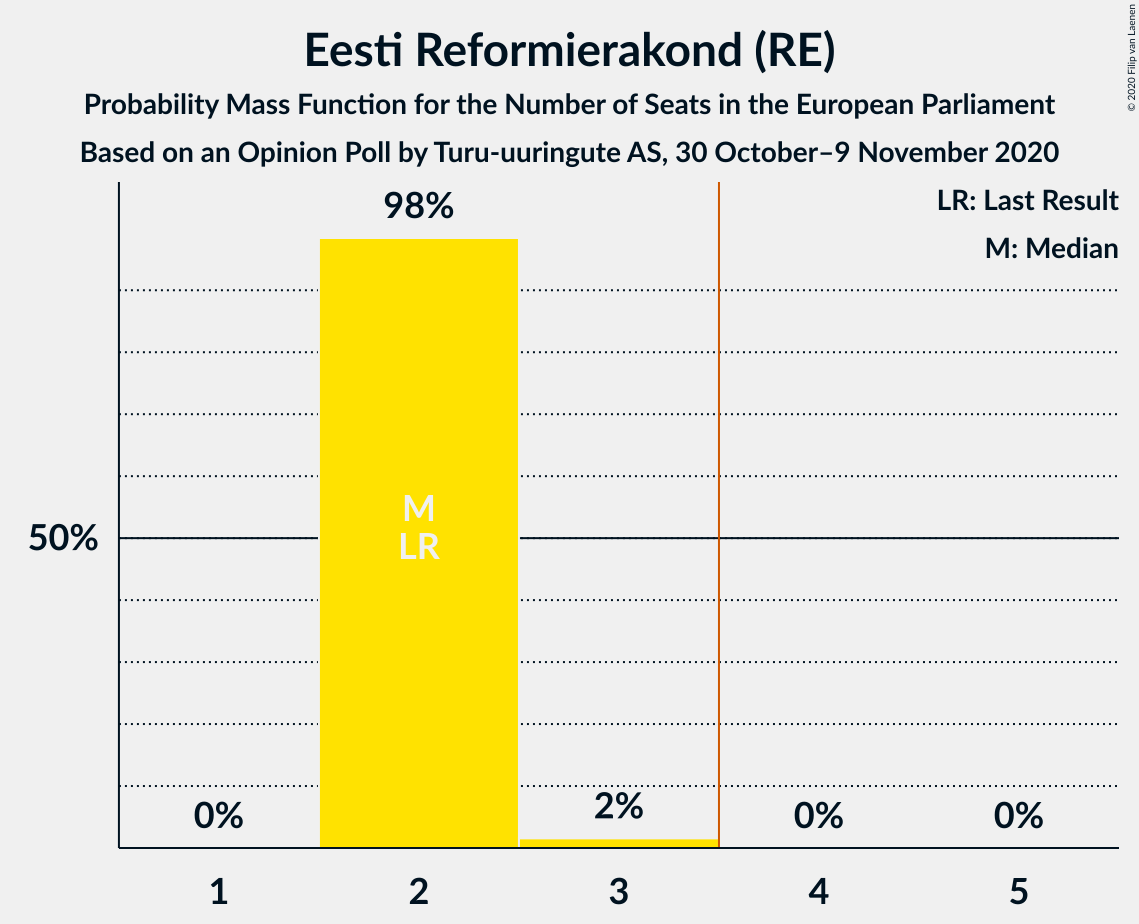 Eesti Reformierakond (RE)
Probability Mass Function for the Number of Seats in the European Parliament
Based on an Opinion Poll by Turu-uuringute AS, 30 October–9 November 2020
© 2020 Filip van Laenen
LR: Last Result
M: Median
98%
M
LR
50%
0%
2%
0%
0%
1
2
3
4
5